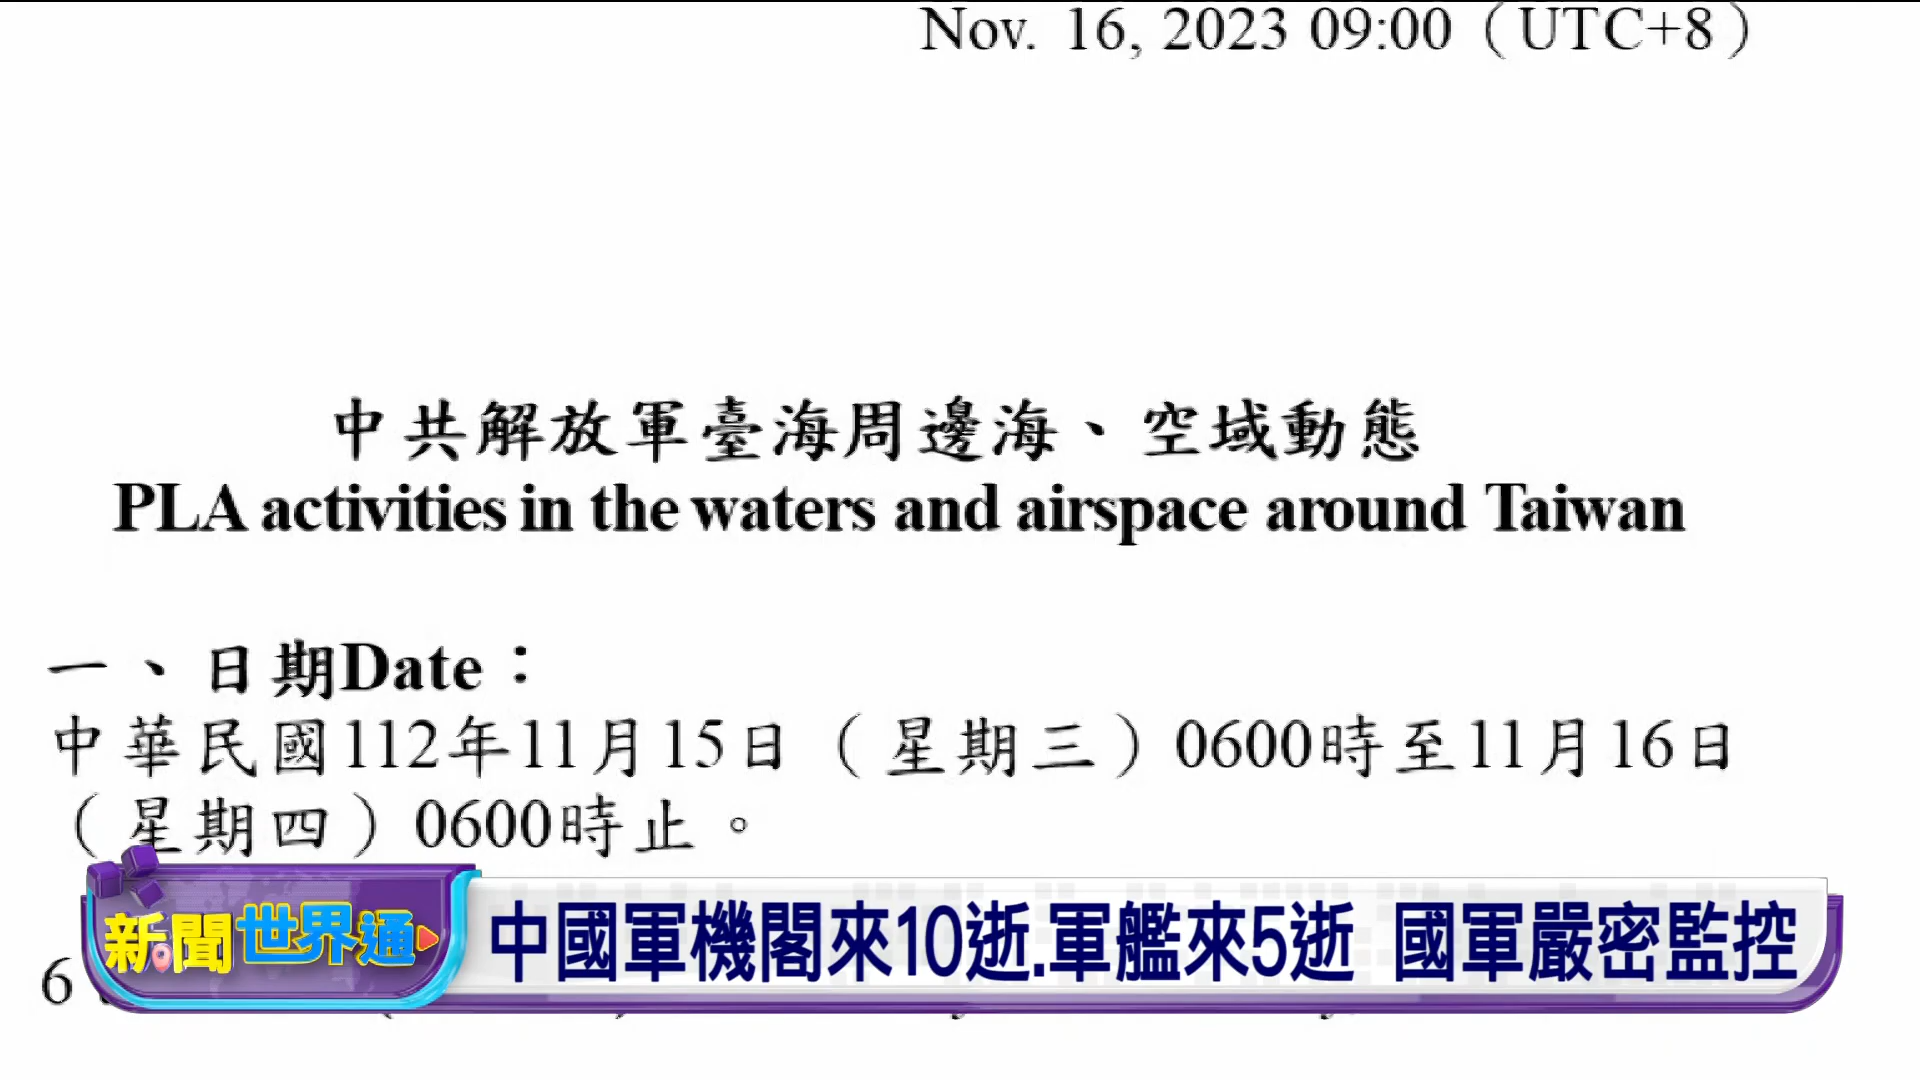 Nov. 16, 2023 09:00（UTC+8）
中共解放軍臺海周邊海、空域動態
PLA activities in the waters and airspace around Taiwan
一、日期Date：
中華民國112年11月15日（星期三）0600時至11月16日
（星期四）0600時止。
新聞世界通
中國軍機閣來10逝.軍艦來5逝 國軍嚴密監控
6